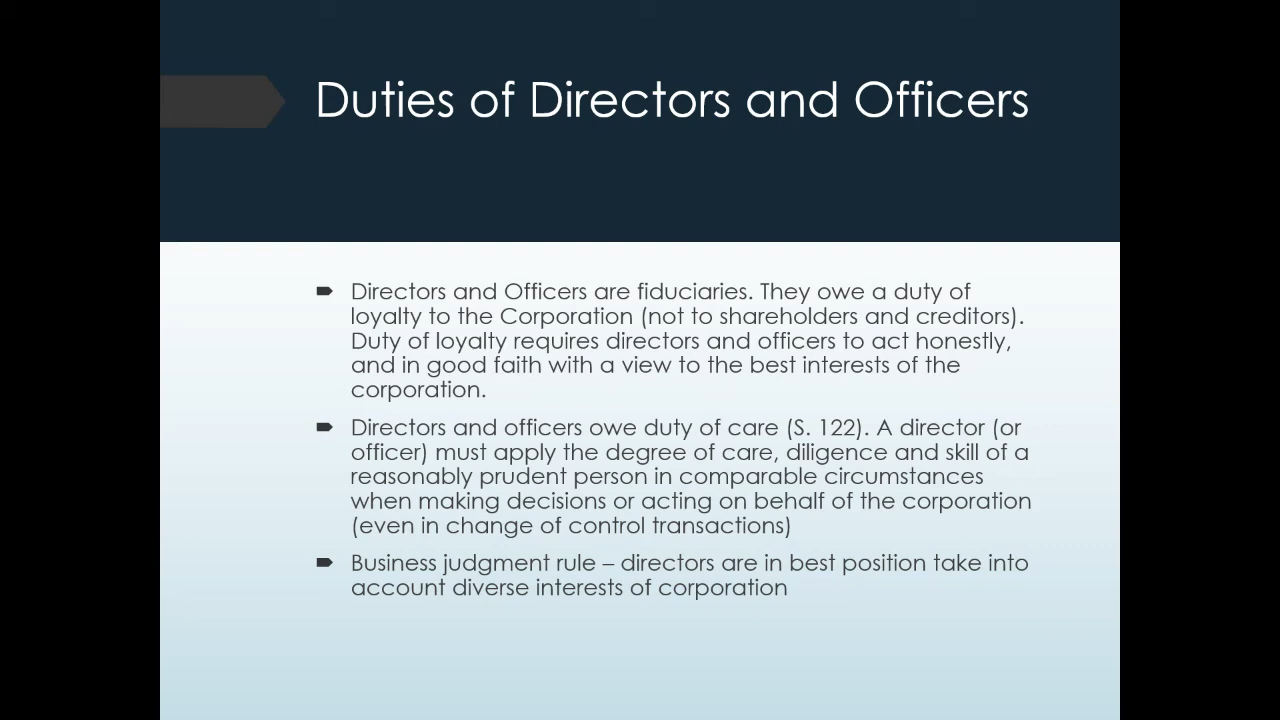 Duties of Directors and Officers
Directors and Officers are fiduciaries. They owe a duty of
loyalty to the Corporation (not to shareholders and creditors).
Duty of loyalty requires directors and officers to act honestly,
and in good faith with a view to the best interests of the
corporation.
Directors and officers owe duty of care (S. 122). A director (or
officer) must apply the degree of care, diligence and skill of a
reasonably prudent person in comparable circumstances
when making decisions or acting on behalf of the corporation
(even in change of control transactions)
Business judgment rule – directors are in best position take into
account diverse interests of corporation